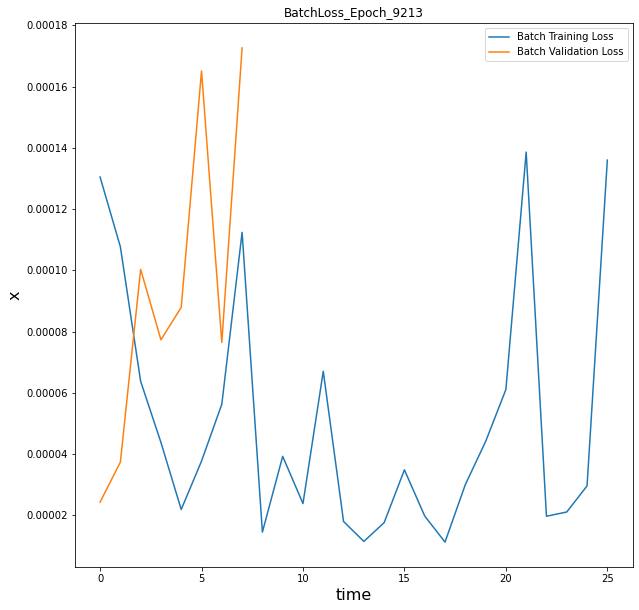 BatchLoss_Epoch_9213
Batch Training Loss
Batch Validation Loss
0.00018
0.00016
0.00014
0.00012
0.00010
0.00008
0.00006
0.00004
0.00002
x
0 5 10 15 20 25
time